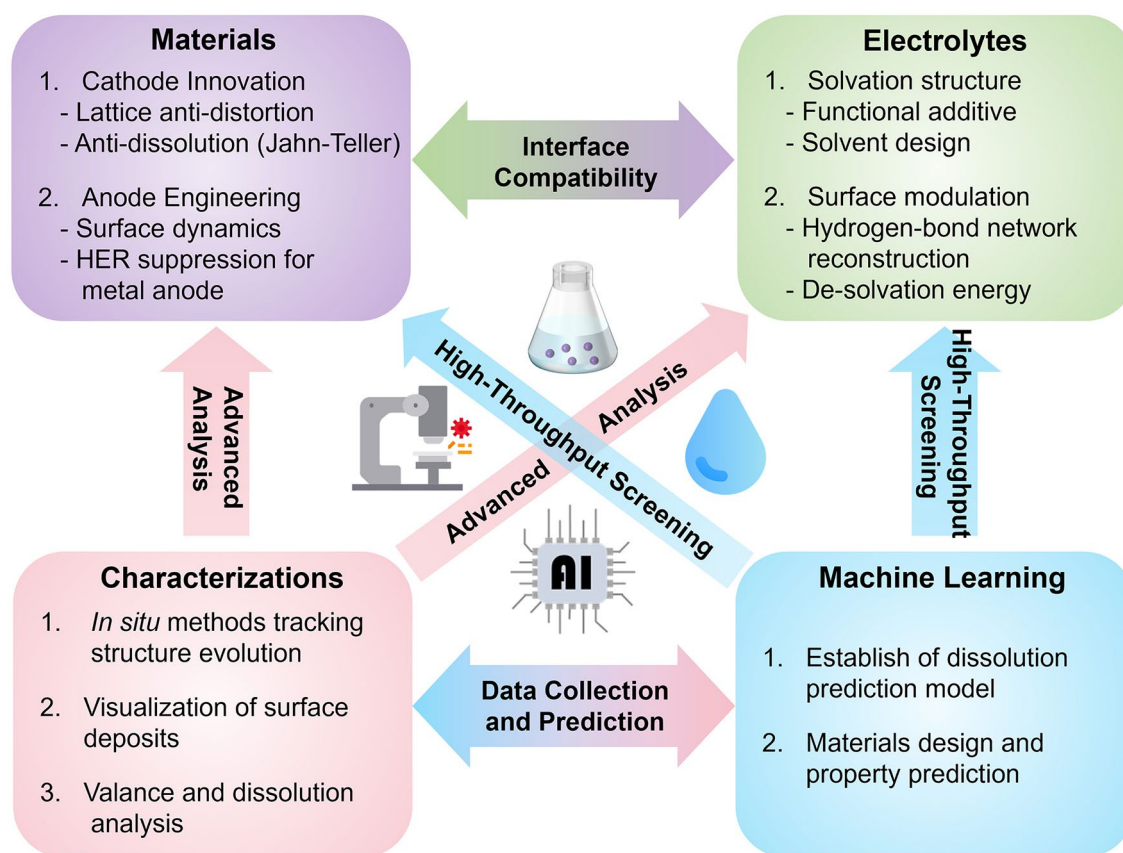 Materials
1. Cathode Innovation
- Lattice anti-distortion
- Anti-dissolution (Jahn-Teller)
2. Anode Engineering
- Surface dynamics
- HER suppression for
metal anode
Interface
Compatibility
Electrolytes
1. Solvation structure
- Functional additive
- Solvent design
2. Surface modulation
- Hydrogen-bond network
reconstruction
- De-solvation energy
Advanced
Analysis
High-Throughput Screening
Advanced Analysis
High-Throughput
Screening
AI
Characterizations
1. In situ methods tracking
structure evolution
2. Visualization of surface
deposits
3. Valance and dissolution
analysis
Data Collection
and Prediction
Machine Learning
1. Establish of dissolution
prediction model
2. Materials design and
property prediction